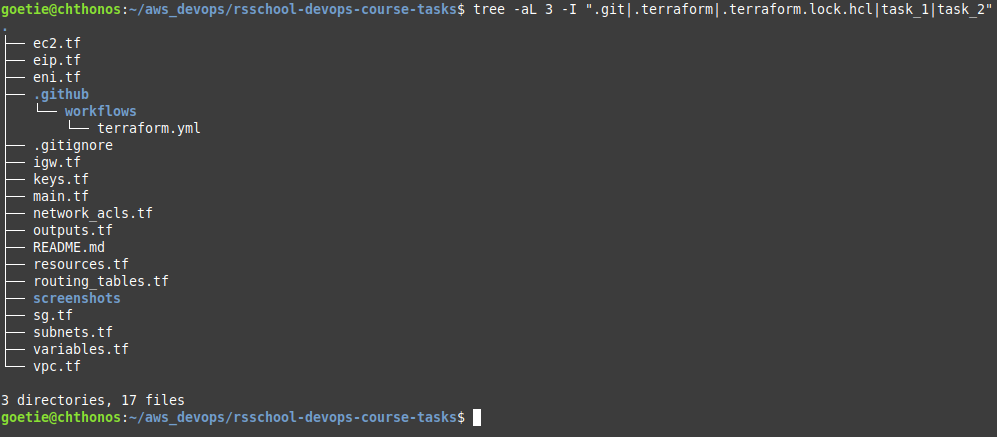 goetie@chthonos:~/aws_devops/rsschool-devops-course-tasks$ tree -aL 3 -I ".git|.terraform|.terraform.lock.hcl|task_1|task_2"
.
├── ec2.tf
├── eip.tf
├── eni.tf
├── .github
│   └── workflows
│       └── terraform.yml
├── .gitignore
├── igw.tf
├── keys.tf
├── main.tf
├── network_acls.tf
├── outputs.tf
├── README.md
├── resources.tf
├── routing_tables.tf
├── screenshots
├── sg.tf
├── subnets.tf
├── variables.tf
└── vpc.tf

3 directories, 17 files
goetie@chthonos:~/aws_devops/rsschool-devops-course-tasks$